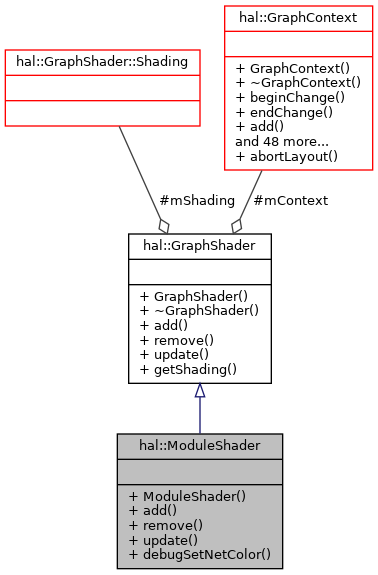 hal::GraphContext
+ GraphContext()
+ ~GraphContext()
+ beginChange()
+ endChange()
+ add()
and 48 more...
+ abortLayout()
hal::GraphShader::Shading
#mShading
#mContext
hal::GraphShader
+ GraphShader()
+ ~GraphShader()
+ add()
+ remove()
+ update()
+ getShading()
hal::ModuleShader
+ ModuleShader()
+ add()
+ remove()
+ update()
+ debugSetNetColor()